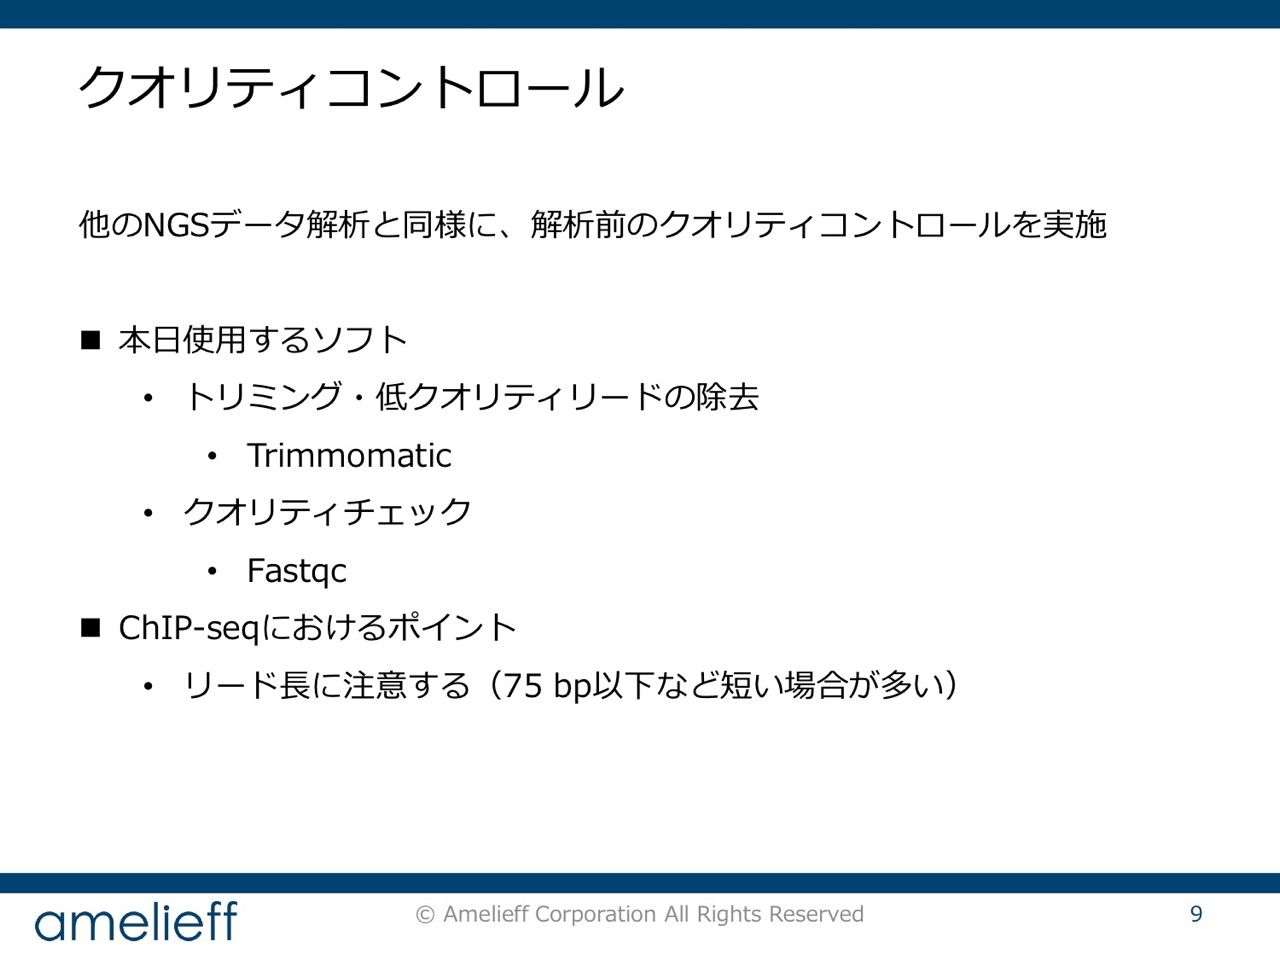 クオリティコントロール
他のNGSデータ解析と同様に、解析前のクオリティコントロールを実施
■ 本日使用するソフト
• トリミング・低クオリティリードの除去
• Trimmomatic
• クオリティチェック
• Fastqc
■ ChIP-seqにおけるポイント
• リード長に注意する（75 bp以下など短い場合が多い）
amelieff
© Amelieff Corporation All Rights Reserved
9